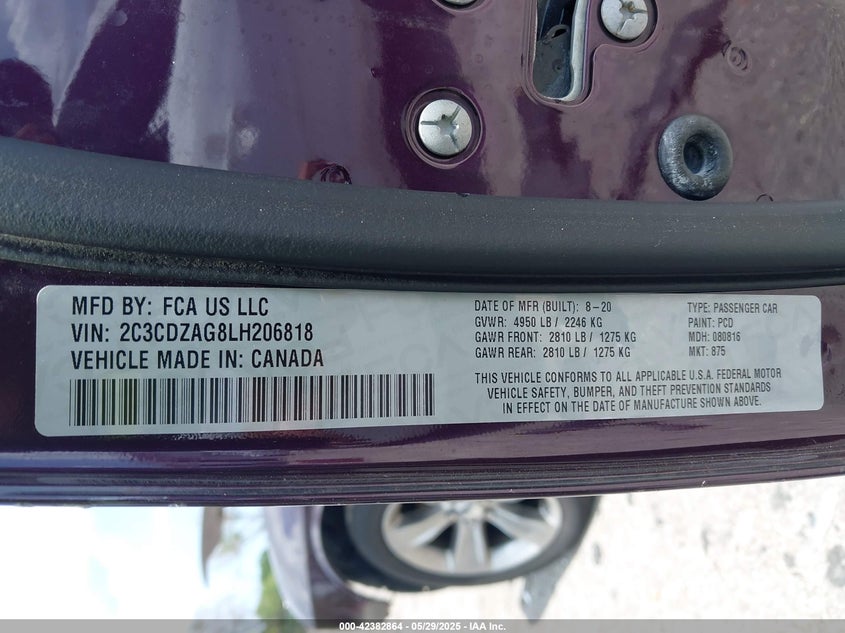 MFD BY: FCA US LLC
VIN: 2C3CDZAG8LH206818
VEHICLE MADE IN: CANADA
DATE OF MFR (BUILT): 8-20
GVWR: 4950 LB / 2246 KG
GAWR FRONT: 2810 LB / 1275 KG
GAWR REAR: 2810 LB / 1275 KG
TYPE: PASSENGER CAR
PAINT: PCD
MDH: 080816
MKT: 875
THIS VEHICLE CONFORMS TO ALL APPLICABLE U.S.A. FEDERAL MOTOR
VEHICLE SAFETY, BUMPER, AND THEFT PREVENTION STANDARDS
IN EFFECT ON THE DATE OF MANUFACTURE SHOWN ABOVE.
000-42382864 - 05/29/2025 - IAA Inc.